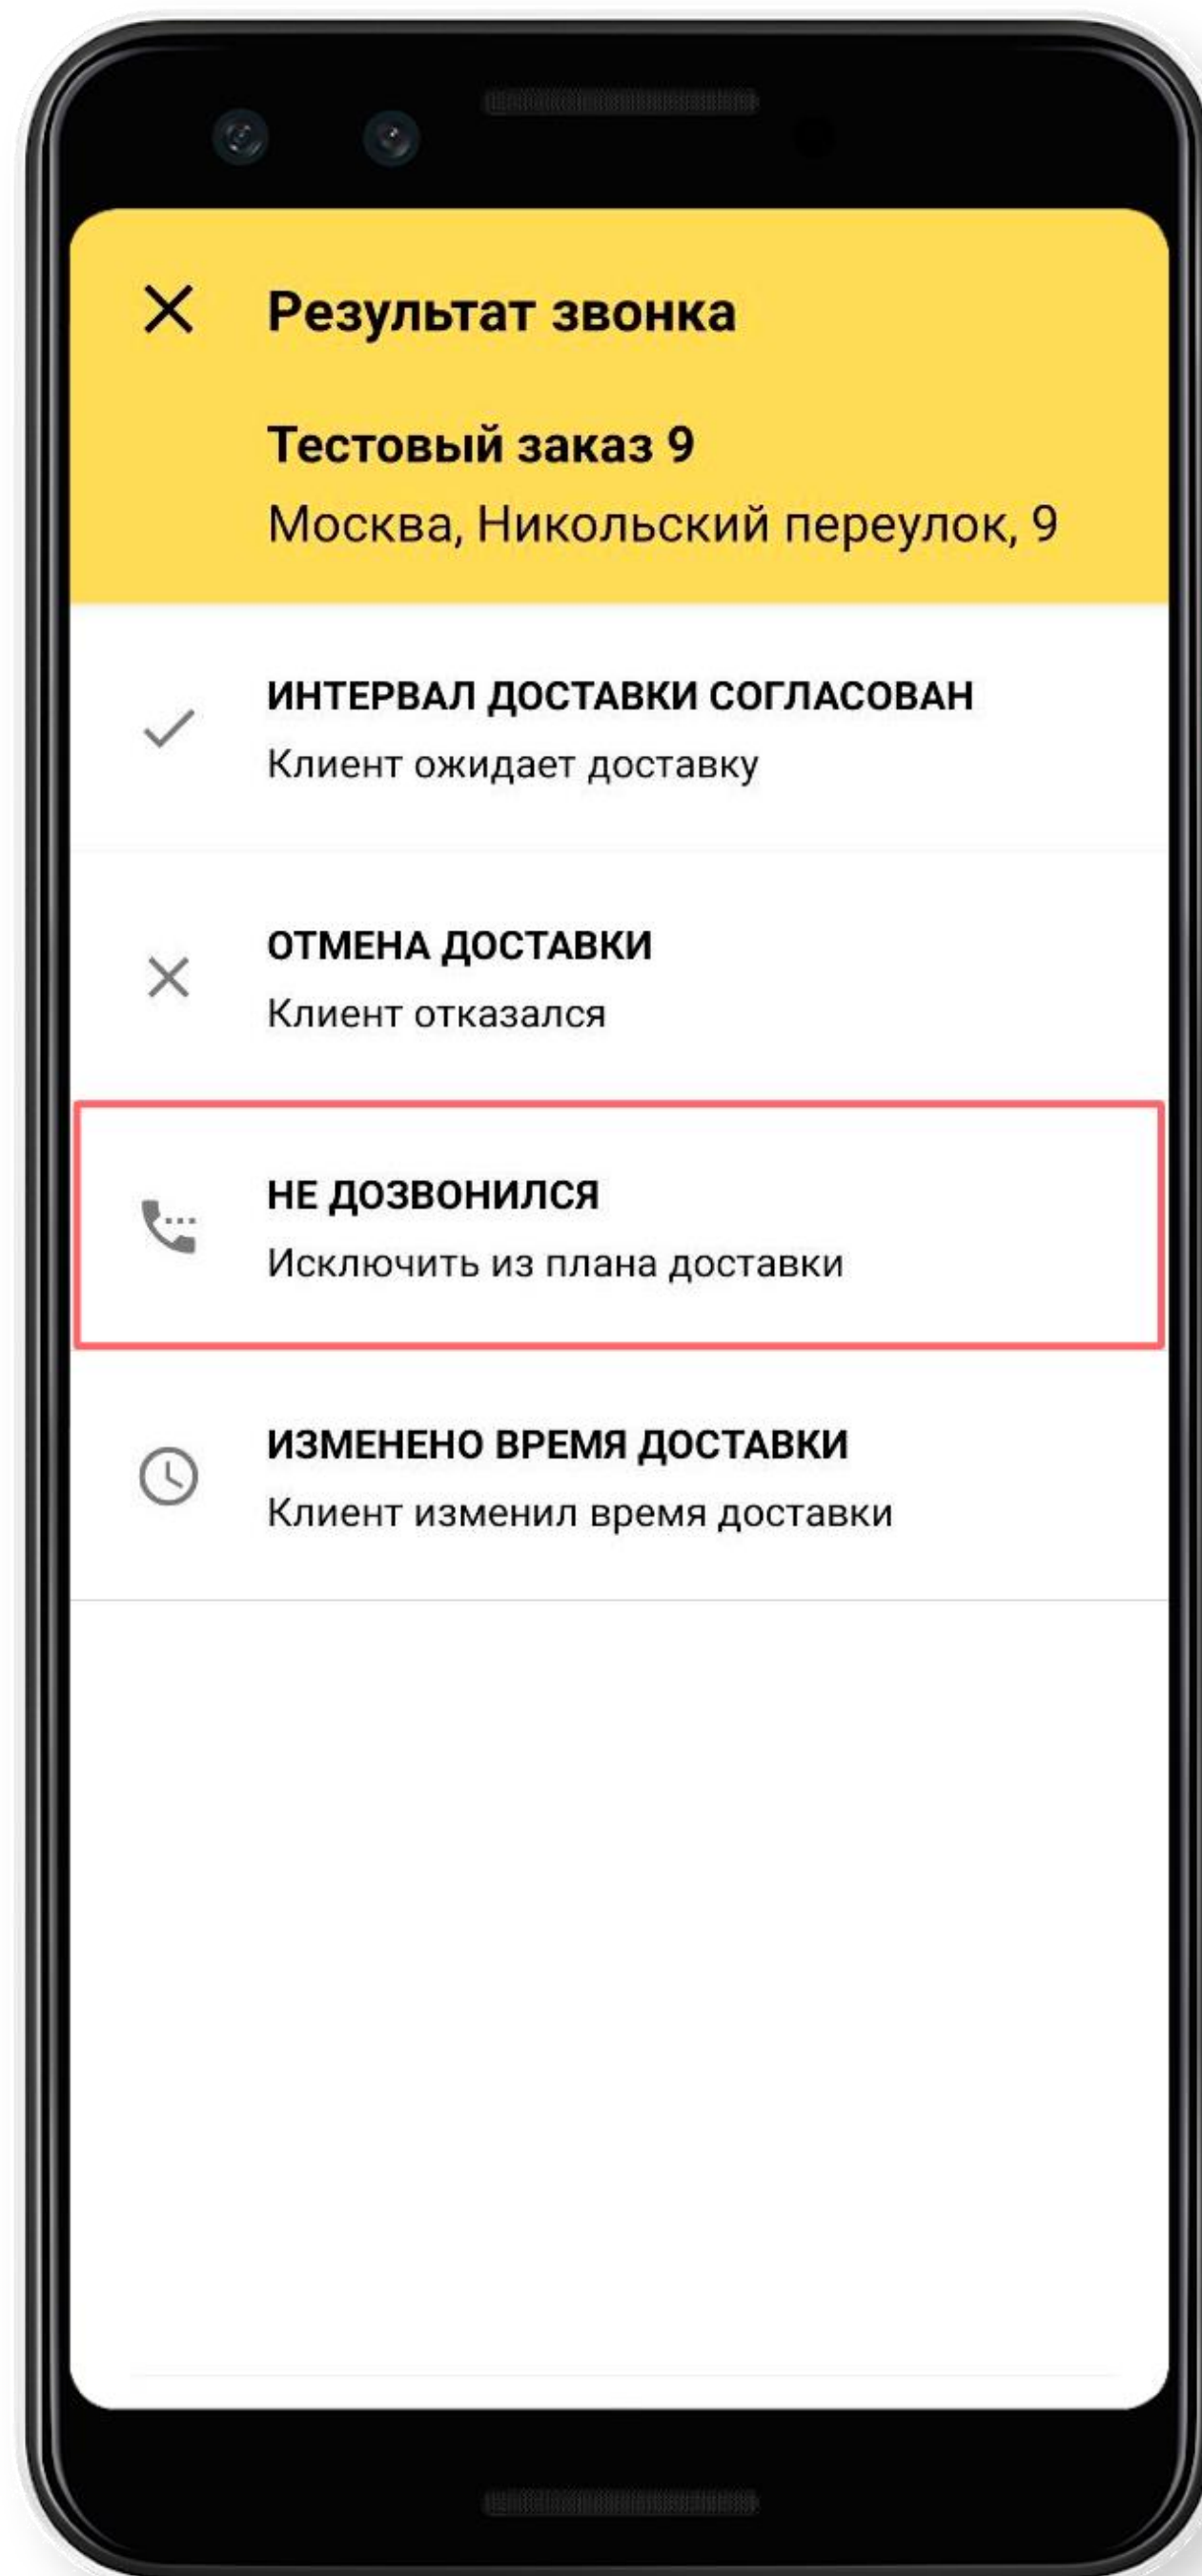 Результат звонка
Тестовый заказ 9
Москва, Никольский переулок, 9
ИНТЕРВАЛ ДОСТАВКИ СОГЛАСОВАН
Клиент ожидает доставку
ОТМЕНА ДОСТАВКИ
Клиент отказался
НЕ ДОЗВОНИЛСЯ
Исключить из плана доставки
ИЗМЕНЕНО ВРЕМЯ ДОСТАВКИ
Клиент изменил время доставки